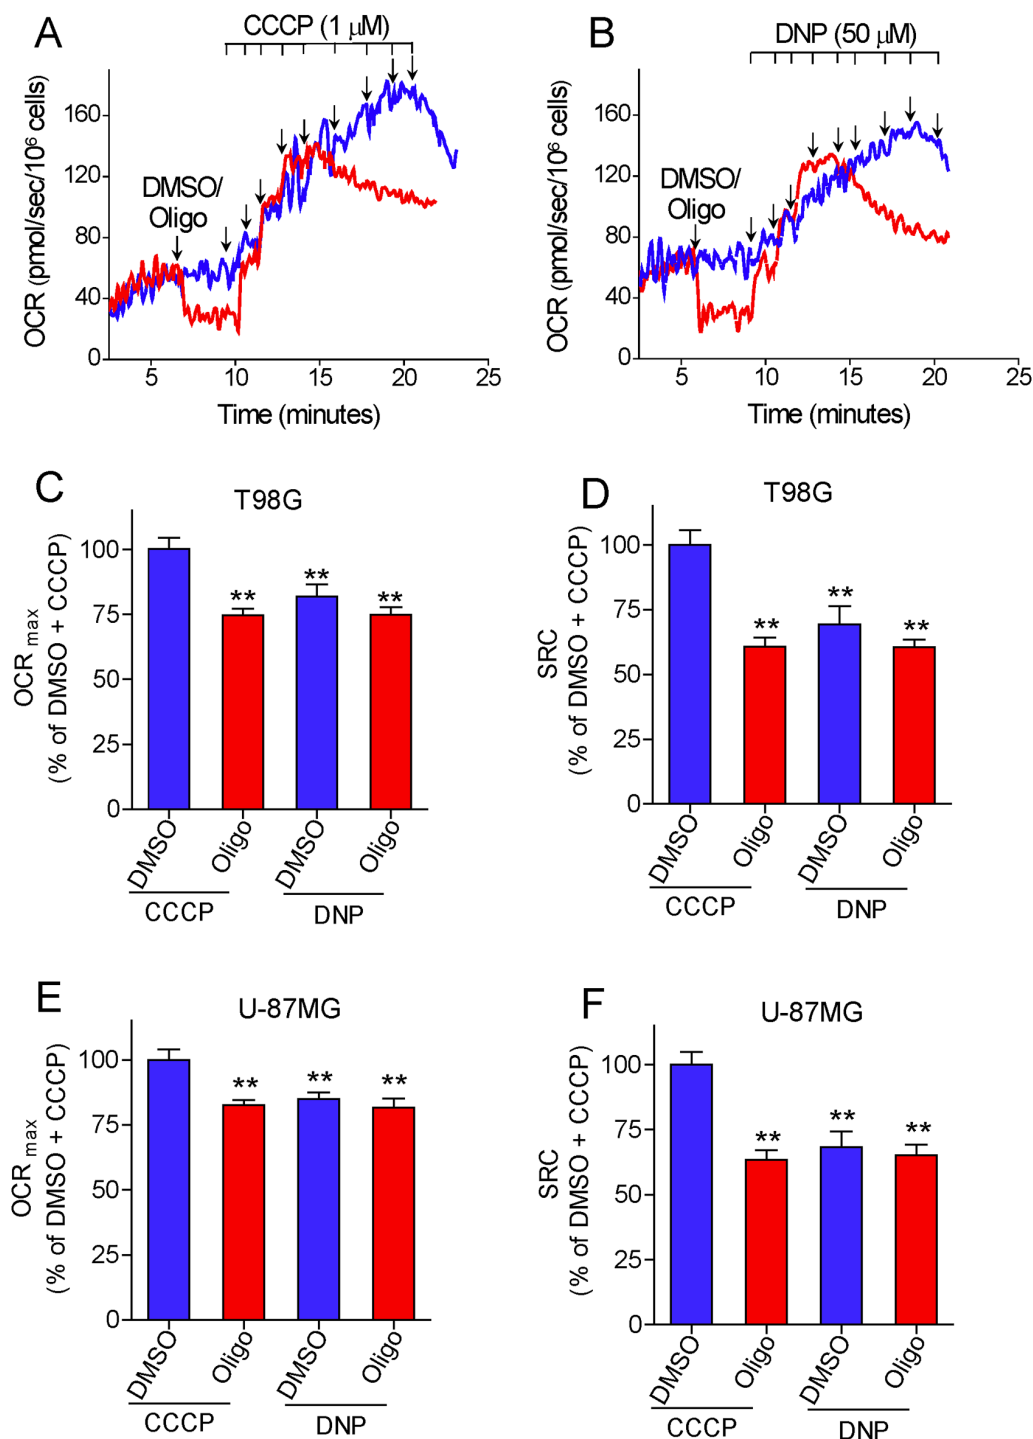 A
CCCP (1 μM)
OCR (pmol/sec/10⁶ cells)
160
120
80
40
0
DMSO/
Oligo
5
10
15
20
25
Time (minutes)
B
DNP (50 μM)
OCR (pmol/sec/10⁶ cells)
160
120
80
40
0
DMSO/
Oligo
5
10
15
20
25
Time (minutes)
C
T98G
OCR max
(% of DMSO + CCCP)
100
75
50
25
0
**
**
**
DMSO
Oligo
DMSO
Oligo
CCCP
DNP
D
T98G
SRC
(% of DMSO + CCCP)
100
75
50
25
0
**
**
**
DMSO
Oligo
DMSO
Oligo
CCCP
DNP
E
U-87MG
OCR max
(% of DMSO + CCCP)
100
75
50
25
0
**
**
**
DMSO
Oligo
DMSO
Oligo
CCCP
DNP
F
U-87MG
SRC
(% of DMSO + CCCP)
100
75
50
25
0
**
**
**
DMSO
Oligo
DMSO
Oligo
CCCP
DNP